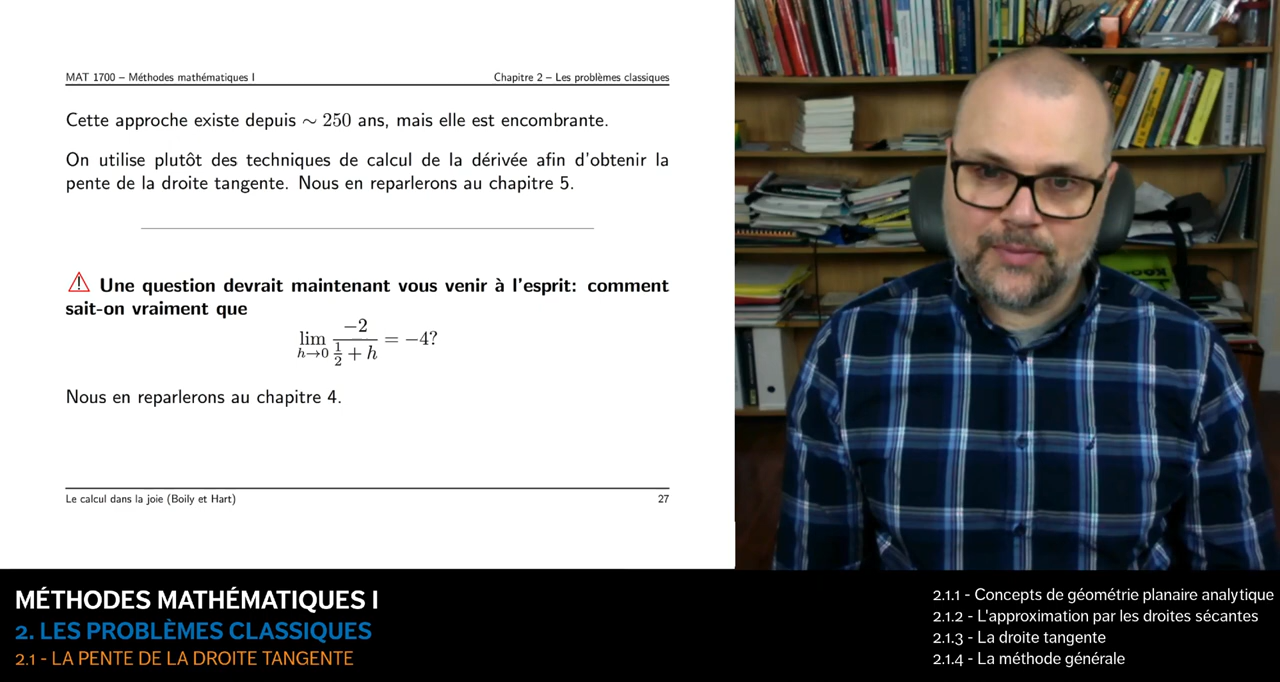 MAT 1700 – Méthodes mathématiques I
Chapitre 2 – Les problèmes classiques
Cette approche existe depuis ∼ 250 ans, mais elle est encombrante.
On utilise plutôt des techniques de calcul de la dérivée afin d'obtenir la
pente de la droite tangente. Nous en reparlerons au chapitre 5.
Une question devrait maintenant vous venir à l'esprit: comment
sait-on vraiment que
lim h→0 −2 / (1/2 + h) = −4?
Nous en reparlerons au chapitre 4.
Le calcul dans la joie (Boily et Hart)
27
MÉTHODES MATHÉMATIQUES I
2. LES PROBLÈMES CLASSIQUES
2.1 - LA PENTE DE LA DROITE TANGENTE
2.1.1 - Concepts de géométrie planaire analytique
2.1.2 - L'approximation par les droites sécantes
2.1.3 - La droite tangente
2.1.4 - La méthode générale